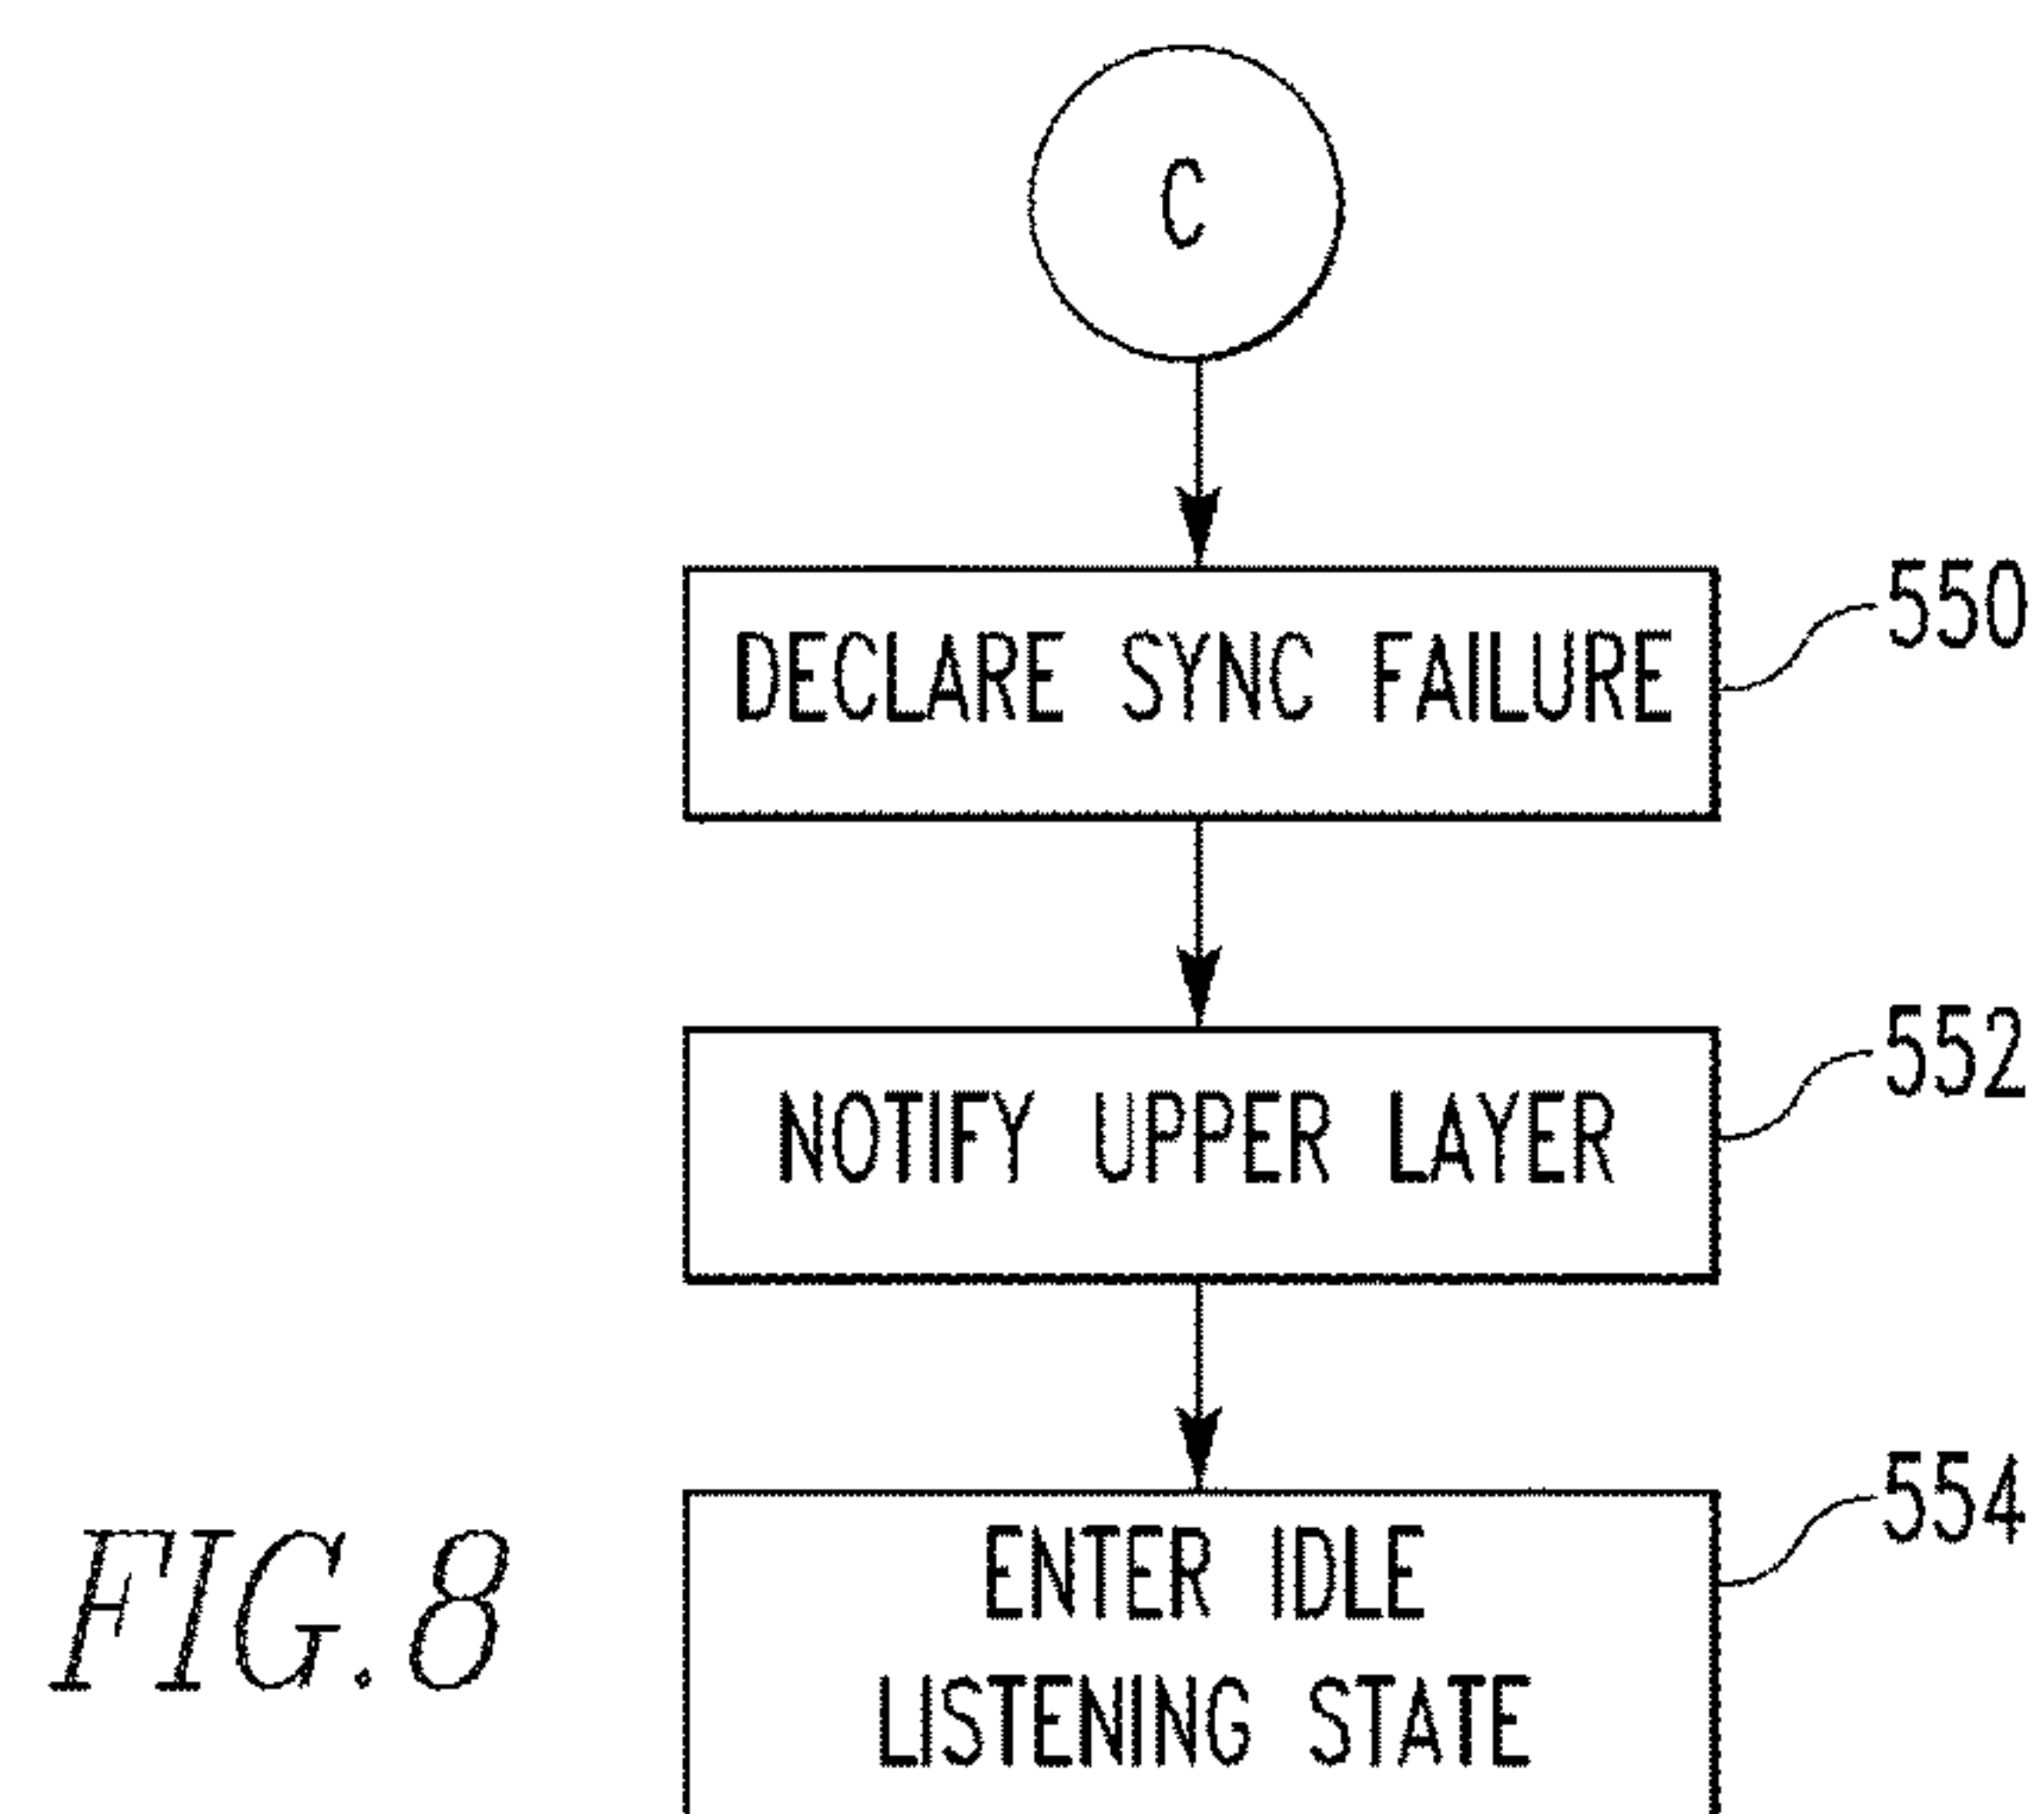 C
DECLARE SYNC FAILURE
550
NOTIFY UPPER LAYER
552
ENTER IDLE
LISTENING STATE
554
FIG.8